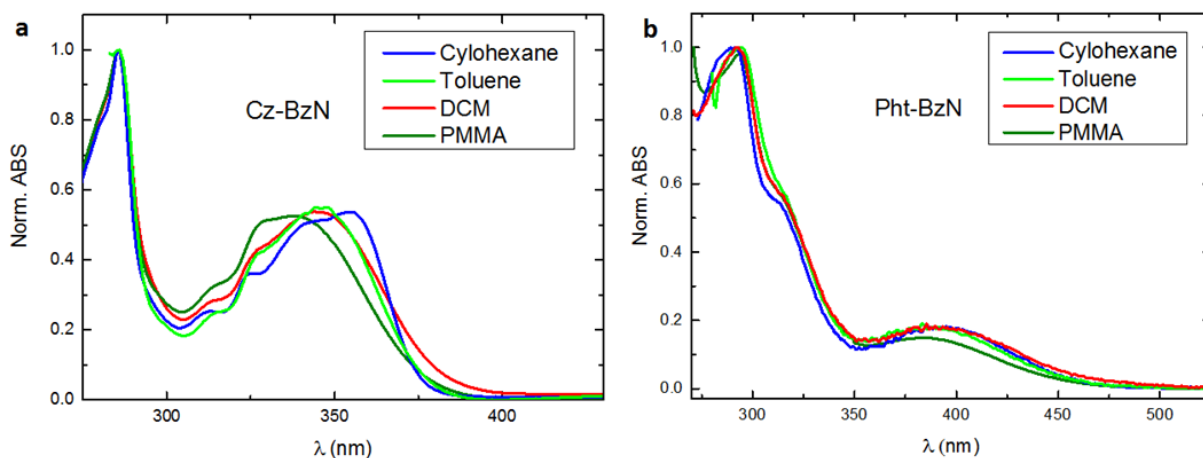 a
Cylohexane
Toluene
DCM
PMMA
Cz-BzN
Norm. ABS
1.0
0.8
0.6
0.4
0.2
0.0
300
350
400
λ (nm)
b
Cylohexane
Toluene
DCM
PMMA
Pht-BzN
Norm. ABS
1.0
0.8
0.6
0.4
0.2
0.0
300
350
400
450
500
λ (nm)